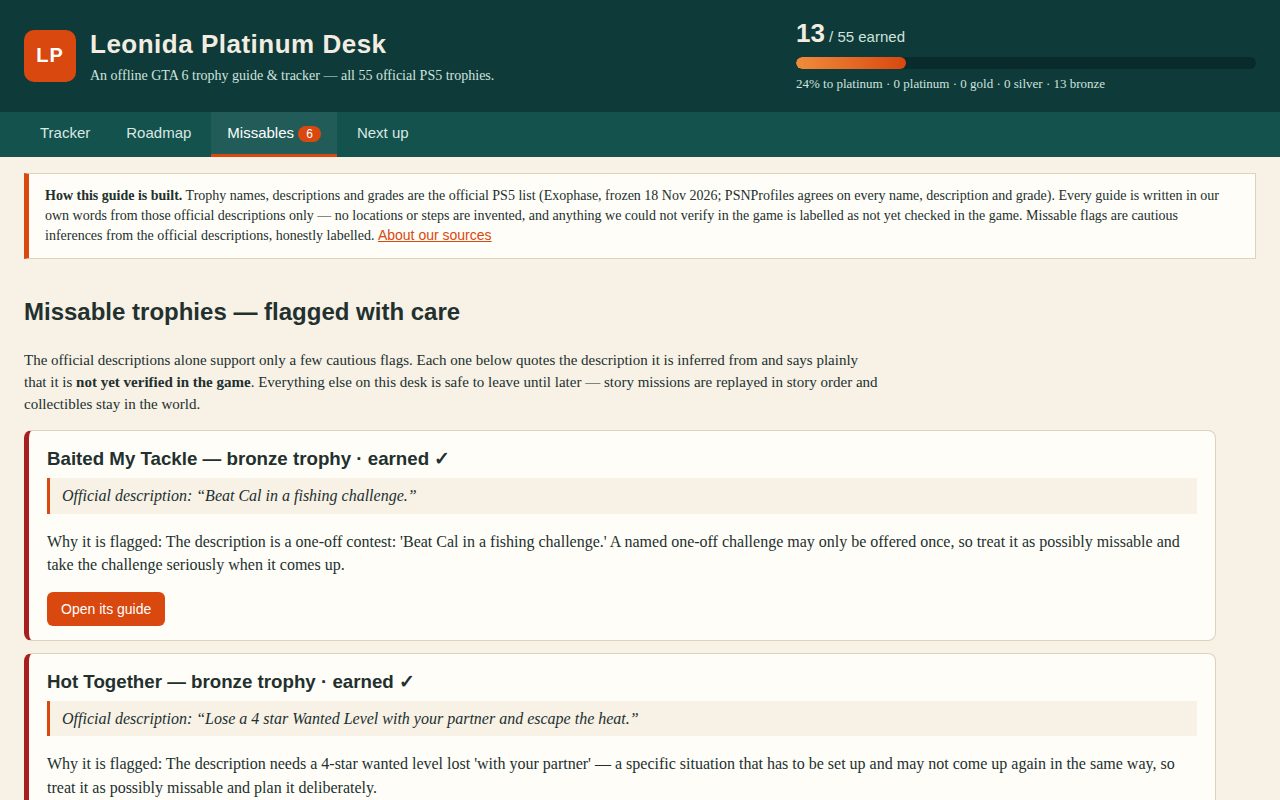 LP
Leonida Platinum Desk
An offline GTA 6 trophy guide & tracker — all 55 official PS5 trophies.
13 / 55 earned
24% to platinum · 0 platinum · 0 gold · 0 silver · 13 bronze
Tracker Roadmap Missables 6 Next up
How this guide is built. Trophy names, descriptions and grades are the official PS5 list (Exophase, frozen 18 Nov 2026; PSNProfiles agrees on every name, description and grade). Every guide is written in our
own words from those official descriptions only — no locations or steps are invented, and anything we could not verify in the game is labelled as not yet checked in the game. Missable flags are cautious
inferences from the official descriptions, honestly labelled. About our sources
Missable trophies — flagged with care
The official descriptions alone support only a few cautious flags. Each one below quotes the description it is inferred from and says plainly
that it is not yet verified in the game. Everything else on this desk is safe to leave until later — story missions are replayed in story order and
collectibles stay in the world.
Baited My Tackle — bronze trophy · earned ✓
Official description: “Beat Cal in a fishing challenge.”
Why it is flagged: The description is a one-off contest: 'Beat Cal in a fishing challenge.' A named one-off challenge may only be offered once, so treat it as possibly missable and
take the challenge seriously when it comes up.
Open its guide
Hot Together — bronze trophy · earned ✓
Official description: “Lose a 4 star Wanted Level with your partner and escape the heat.”
Why it is flagged: The description needs a 4-star wanted level lost 'with your partner' — a specific situation that has to be set up and may not come up again in the same way, so
treat it as possibly missable and plan it deliberately.